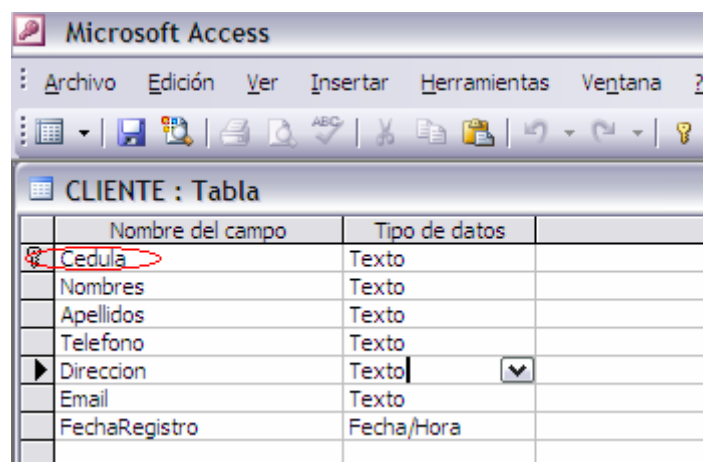 Microsoft Access
Archivo Edición Ver Insertar Herramientas Ventana ?
ABC
CLIENTE : Tabla
Nombre del campo Tipo de datos
Cedula Texto
Nombres Texto
Apellidos Texto
Telefono Texto
Direccion Texto
Email Texto
FechaRegistro Fecha/Hora